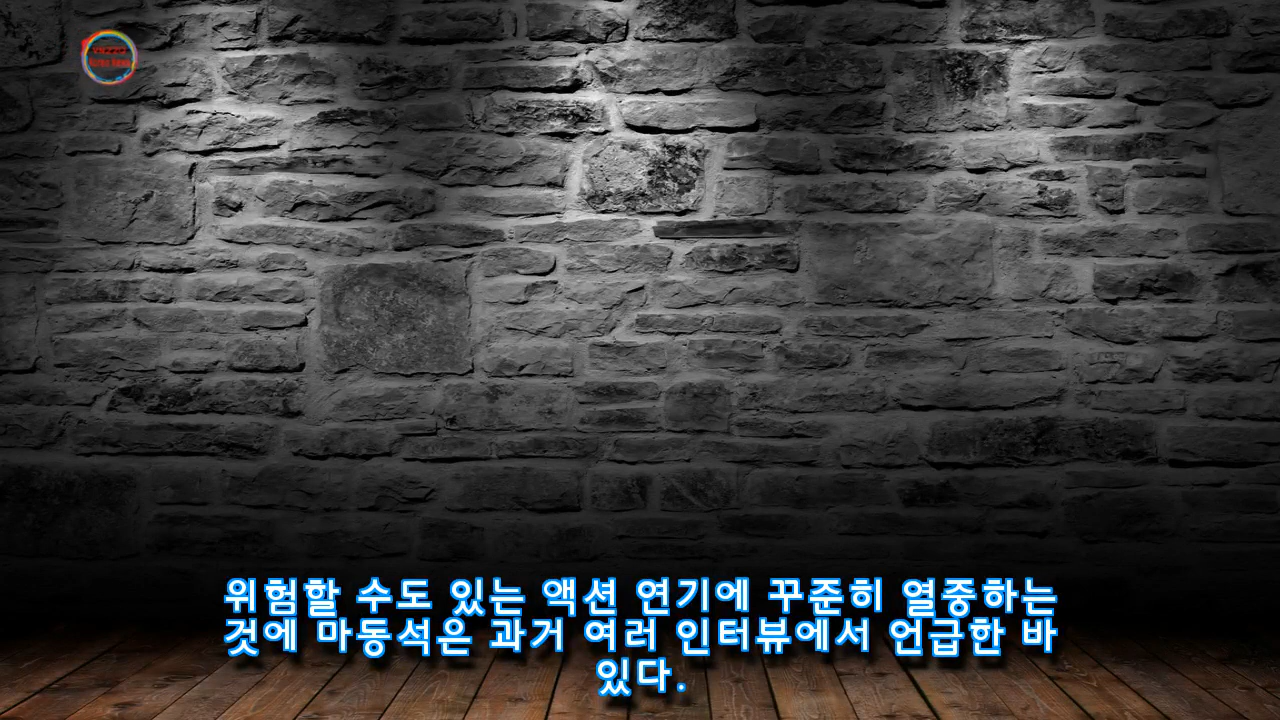 위험할 수도 있는 액션 연기에 꾸준히 열중하는
것에 마동석은 과거 여러 인터뷰에서 언급한 바
있다.